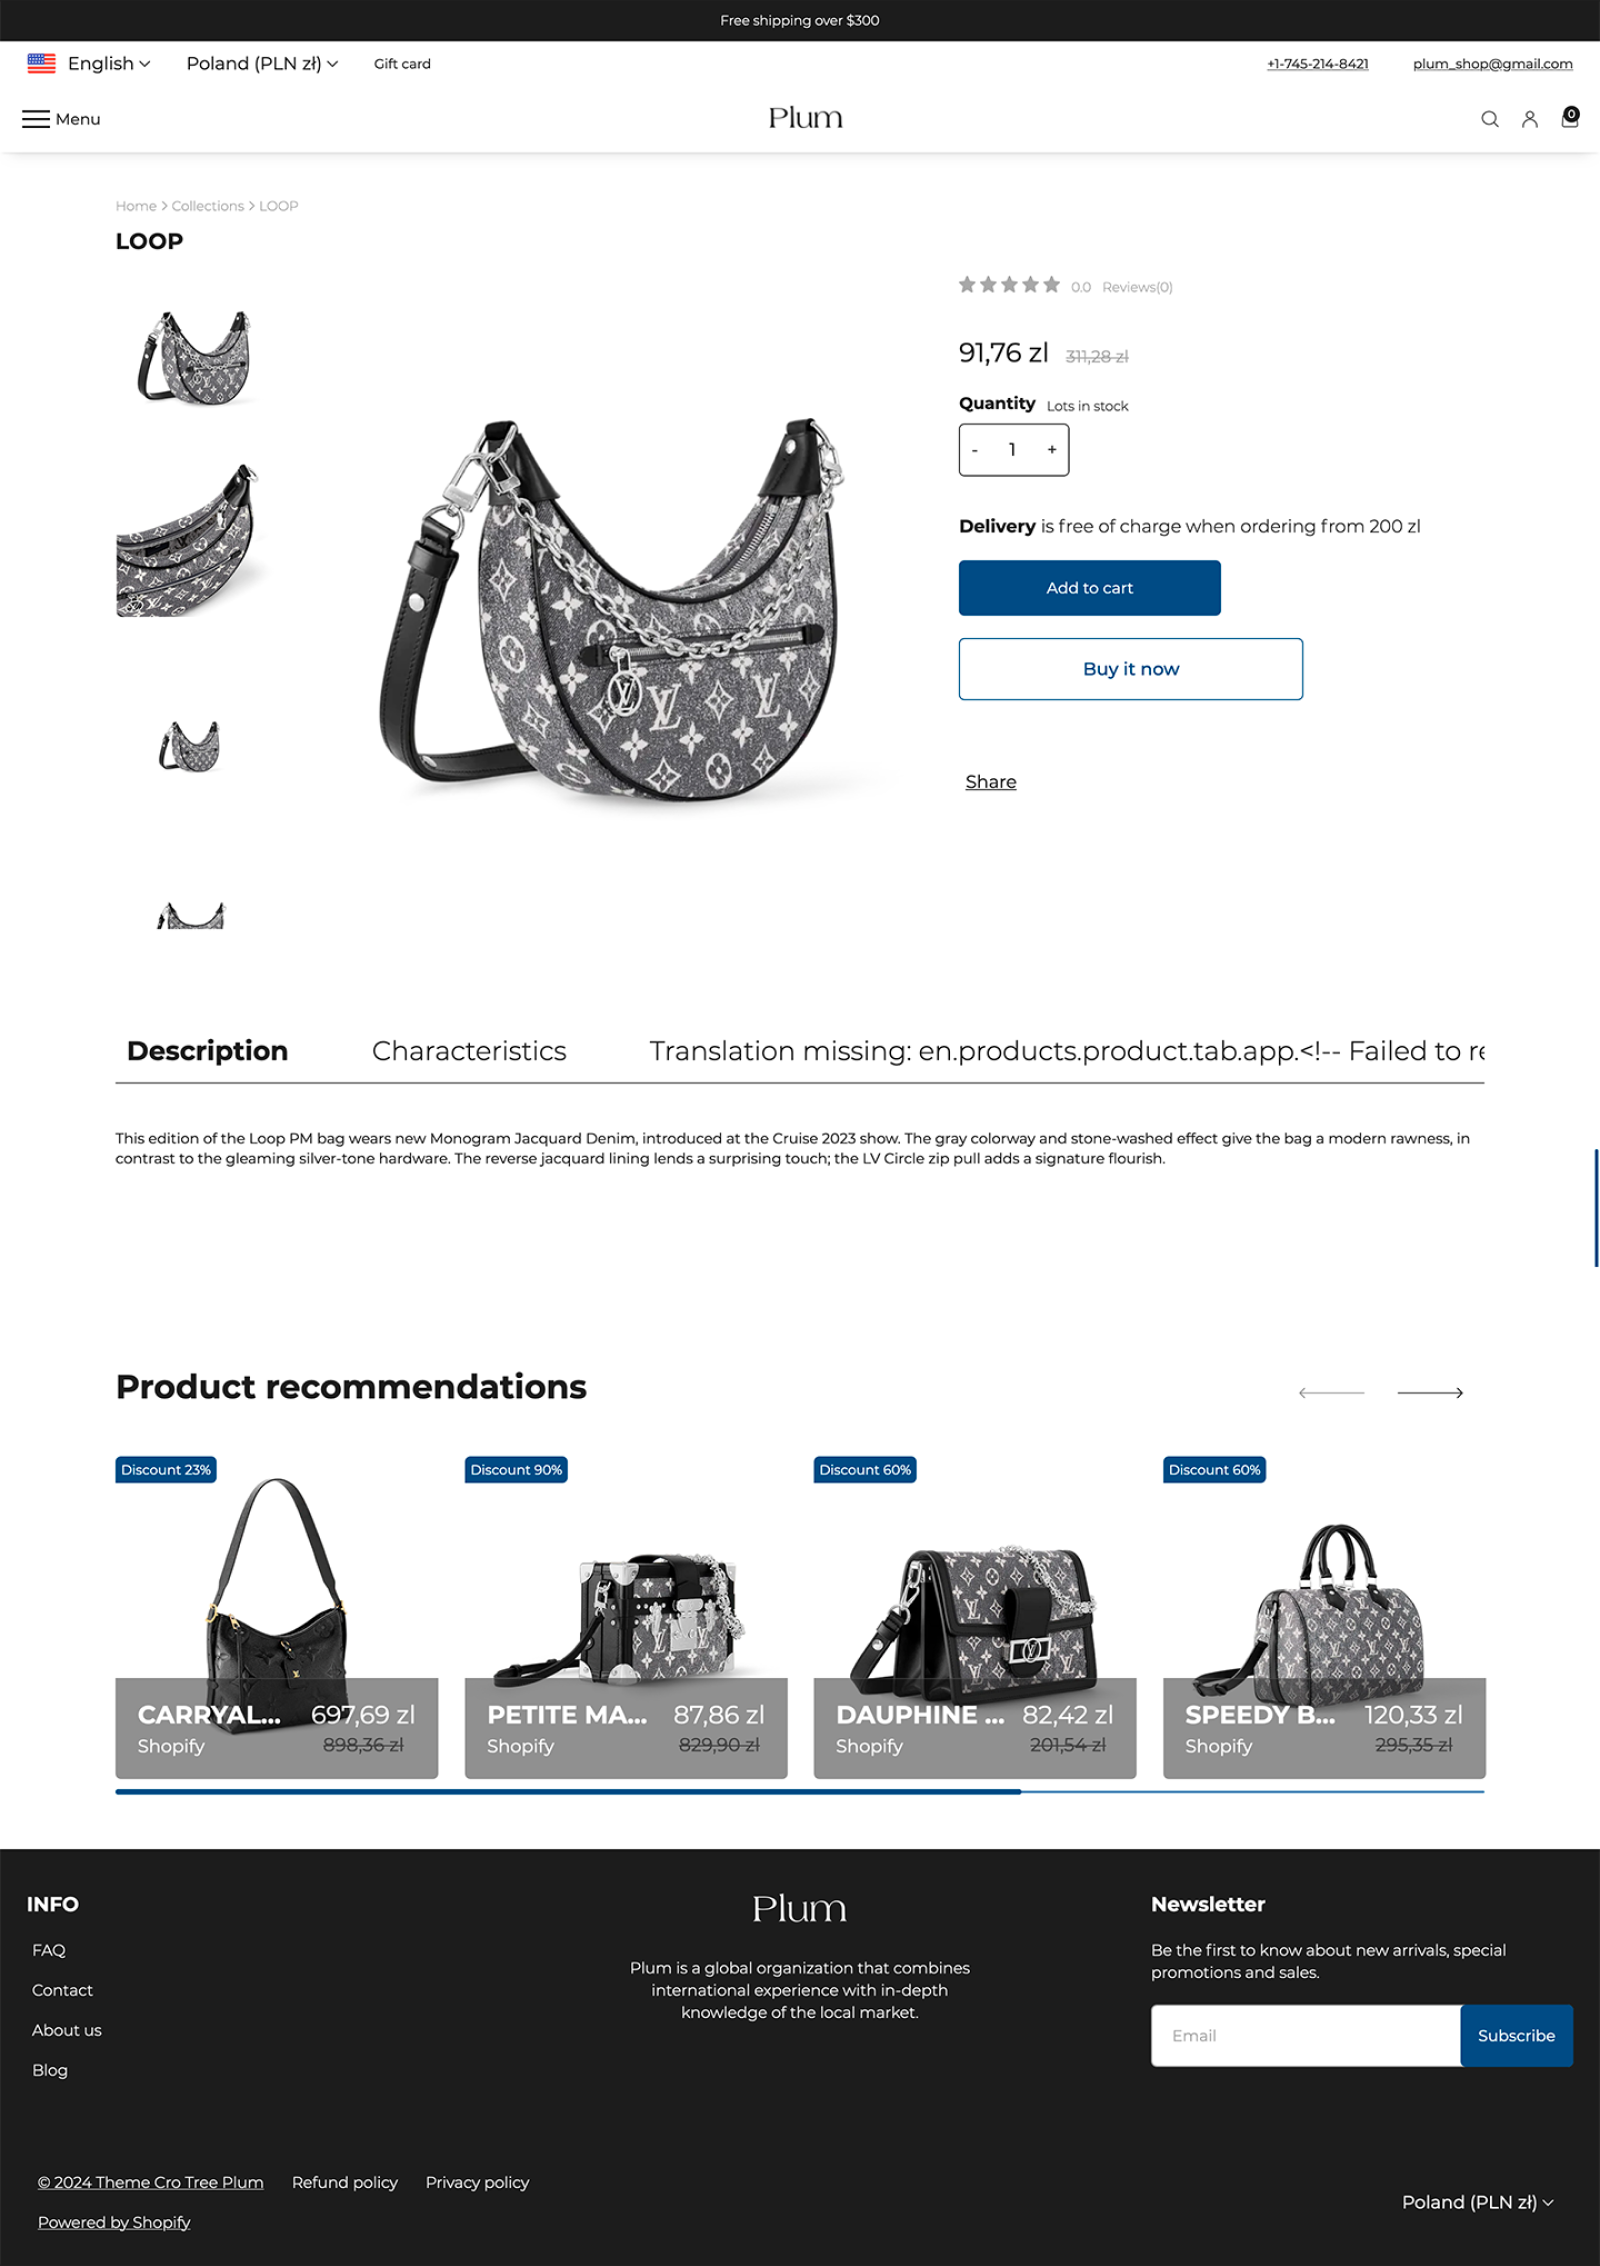 Free shipping over $300
English
Poland (PLN zł)
Gift card
+1-745-214-8421
plum_shop@gmail.com
Menu
Plum
0
Home > Collections > LOOP
LOOP
0.0 Reviews(0)
91,76 zl 311,28 zl
Quantity Lots in stock
- 1 +
Delivery is free of charge when ordering from 200 zl
Add to cart
Buy it now
Share
Description
Characteristics
Translation missing: en.products.product.tab.app.<!-- Failed to re
This edition of the Loop PM bag wears new Monogram Jacquard Denim, introduced at the Cruise 2023 show. The gray colorway and stone-washed effect give the bag a modern rawness, in
contrast to the gleaming silver-tone hardware. The reverse jacquard lining lends a surprising touch; the LV Circle zip pull adds a signature flourish.
Product recommendations
Discount 23%
CARRYAL... 697,69 zl
Shopify 898,36 zl
Discount 90%
PETITE MA... 87,86 zl
Shopify 829,90 zl
Discount 60%
DAUPHINE ... 82,42 zl
Shopify 201,54 zl
Discount 60%
SPEEDY B... 120,33 zl
Shopify 295,35 zl
INFO
FAQ
Contact
About us
Blog
Plum
Plum is a global organization that combines
international experience with in-depth
knowledge of the local market.
Newsletter
Be the first to know about new arrivals, special
promotions and sales.
Email
Subscribe
© 2024 Theme Cro Tree Plum
Refund policy
Privacy policy
Powered by Shopify
Poland (PLN zł)